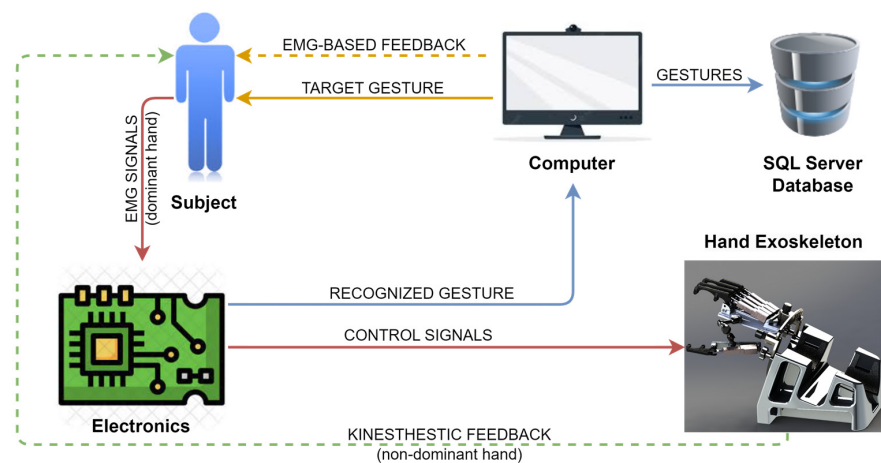 EMG-BASED FEEDBACK
TARGET GESTURE
GESTURES
Computer
SQL Server
Database
Subject
EMG SIGNALS
(dominant hand)
Hand Exoskeleton
RECOGNIZED GESTURE
CONTROL SIGNALS
Electronics
KINESTHESTIC FEEDBACK
(non-dominant hand)